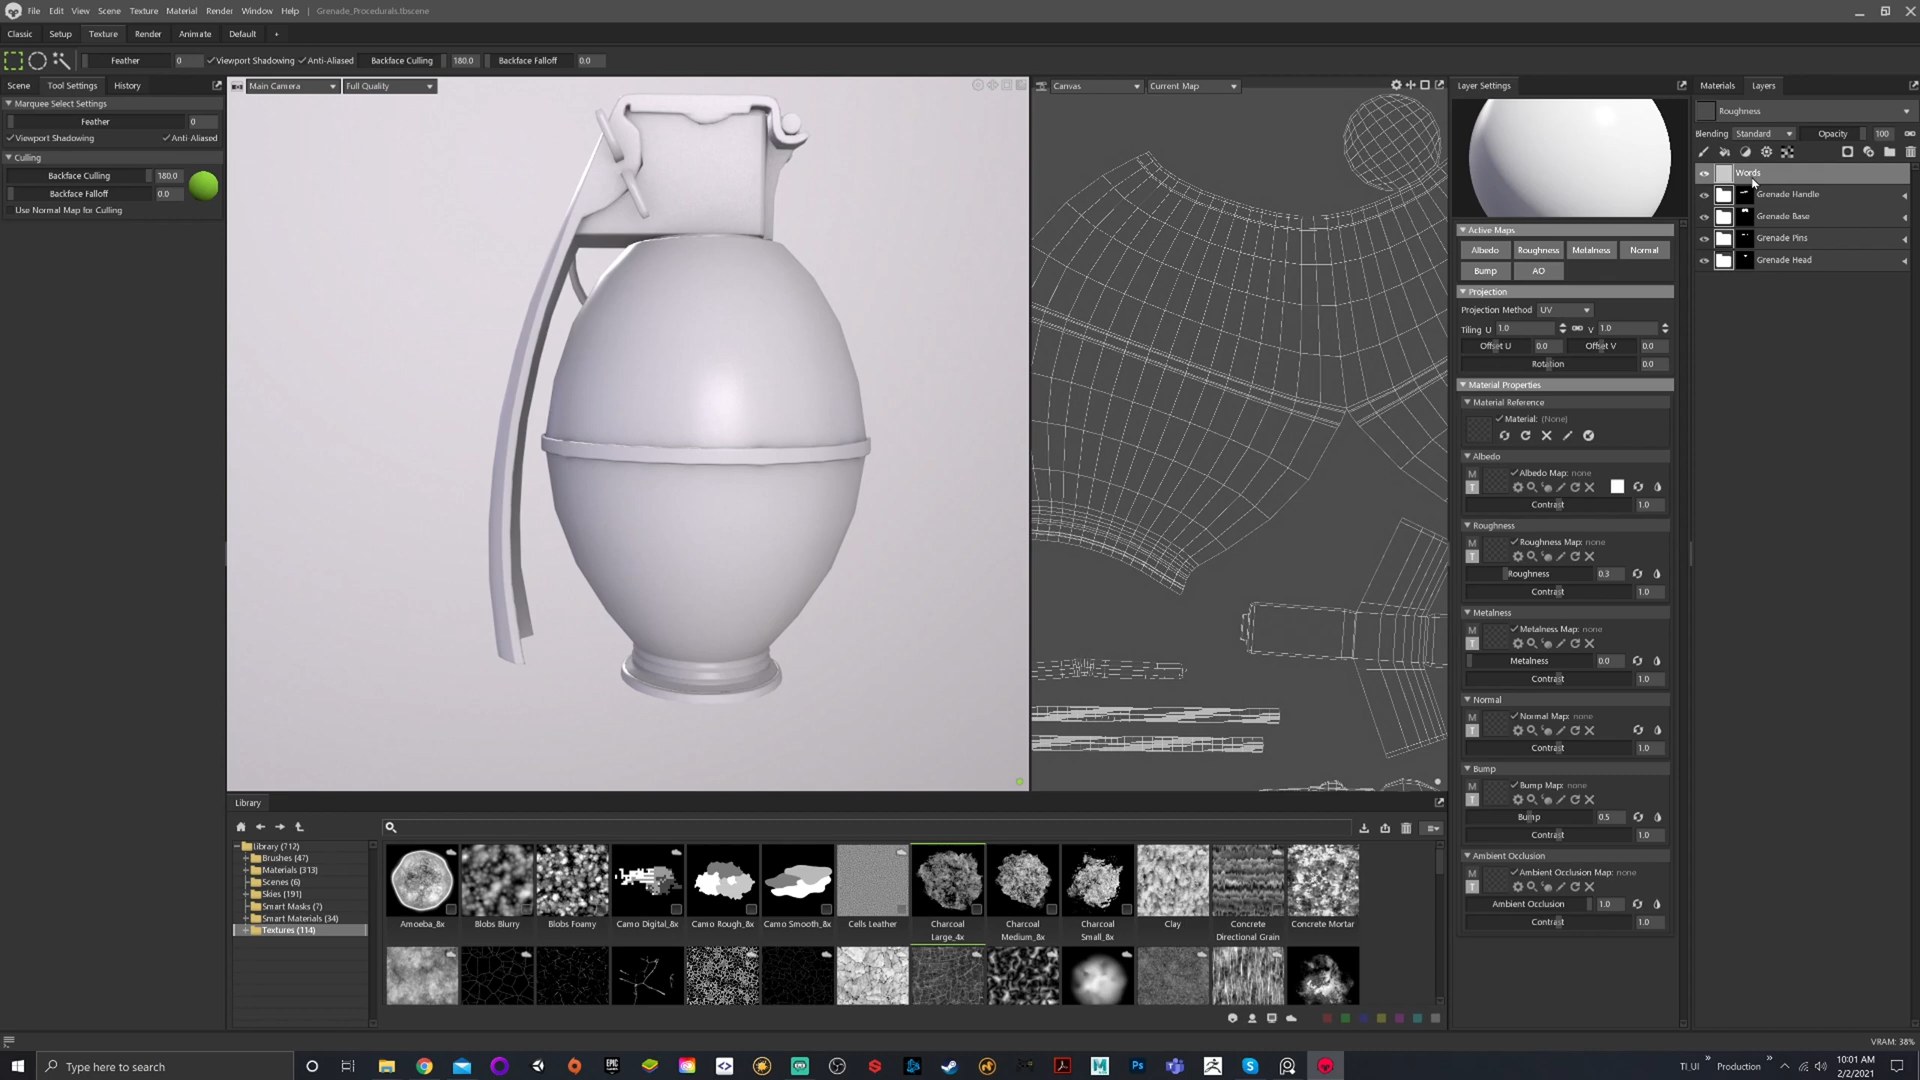 File Edit View Scene Texture Material Render Window Help Grenade_Procedurals.tbscene
Classic Setup Texture Render Animate Default +
Feather 0 Viewport Shadowing Anti-Aliased Backface Culling 180.0 Backface Falloff 0.0
Scene Tool Settings History
Main Camera Full Quality
Canvas Current Map
Layer Settings
Materials Layers
Marquee Select Settings
Feather 0
Viewport Shadowing Anti-Aliased
Culling
Backface Culling 180.0
Backface Falloff 0.0
Use Normal Map for Culling
Roughness
Blending Standard Opacity 100
Words
Grenade Handle
Grenade Base
Grenade Pins
Grenade Head
Active Maps
Albedo Roughness Metalness Normal
Bump AO
Projection
Projection Method UV
Tiling U 1.0 V 1.0
Offset U 0.0 Offset V 0.0
Rotation 0.0
Material Properties
Material Reference
Material: (None)
Albedo
M Albedo Map: none
T
Contrast 1.0
Roughness
M Roughness Map: none
T
Roughness 0.3
Contrast 1.0
Metalness
M Metalness Map: none
T
Metalness 0.0
Contrast 1.0
Normal
M Normal Map: none
T
Contrast 1.0
Bump
M Bump Map: none
T
Bump 0.5
Contrast 1.0
Ambient Occlusion
M Ambient Occlusion Map: none
T
Ambient Occlusion 1.0
Contrast 1.0
Library
Library (712)
Brushes (47)
Materials (313)
Scenes (6)
Skies (191)
Smart Masks (7)
Smart Materials (34)
Textures (114)
Amoeba_8x Blobs Blurry Blobs Foamy Camo Digital_8x Camo Rough_8x Camo Smooth_8x Cells Leather Charcoal Large_4x Charcoal Medium_8x Charcoal Small_8x Clay Concrete Directional Grain Concrete Mortar
VRAM: 38%
Type here to search
TI_UI Production
10:01 AM
2/2/2021